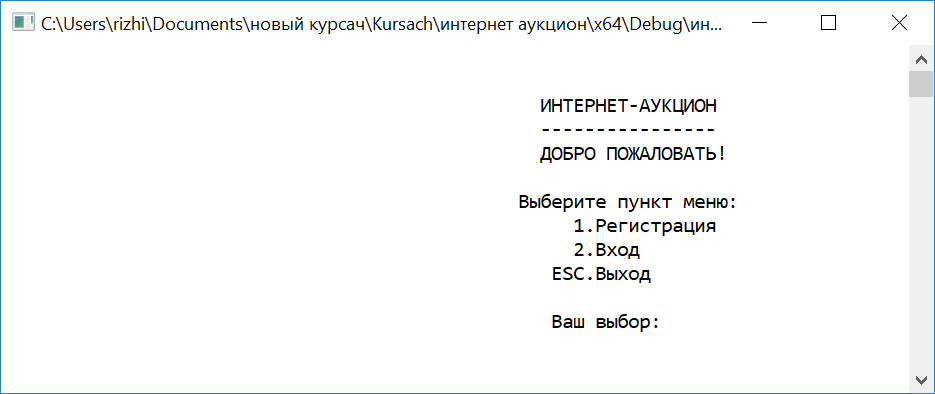 C:\Users\rizhi\Documents\новый курсач\Kursach\интернет аукцион\x64\Debug\ин...
ИНТЕРНЕТ-АУКЦИОН
----------------
ДОБРО ПОЖАЛОВАТЬ!
Выберите пункт меню:
1.Регистрация
2.Вход
ESC.Выход
Ваш выбор: